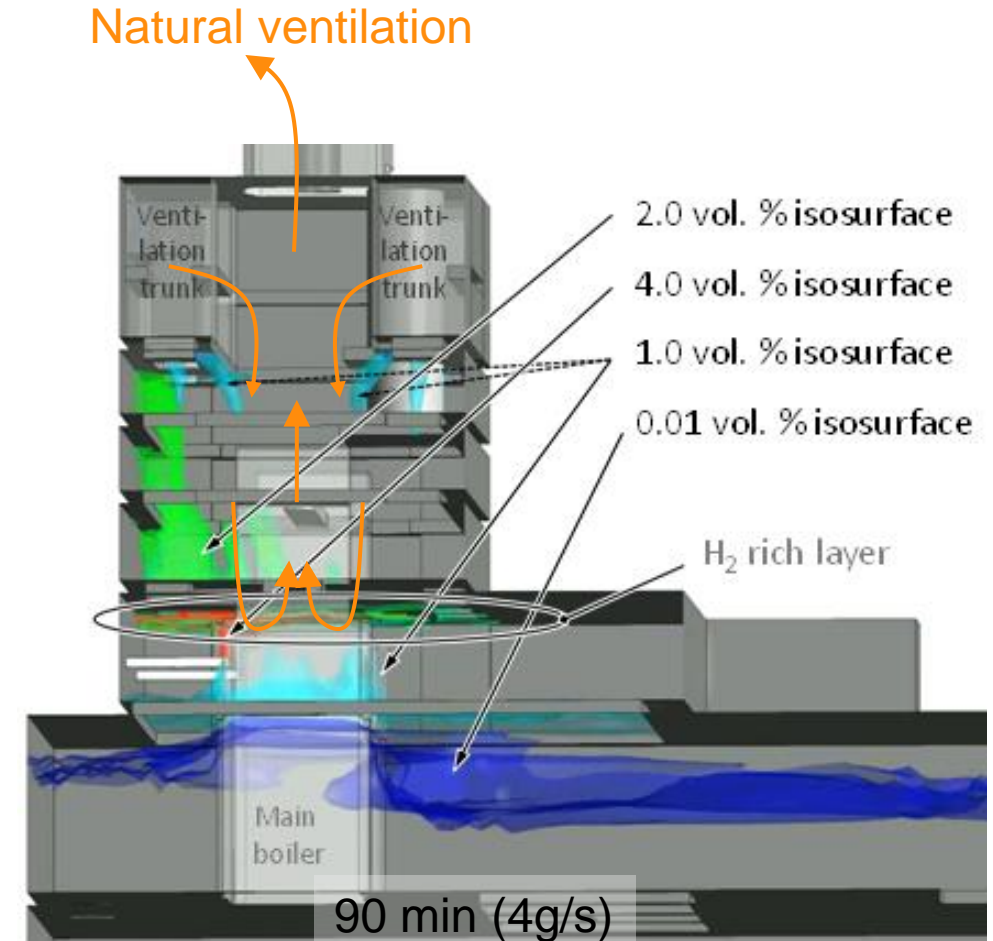 Natural ventilation
Venti-
lation
trunk
Venti-
lation
trunk
2.0 vol. % isosurface
4.0 vol. % isosurface
1.0 vol. % isosurface
0.01 vol. % isosurface
H₂ rich layer
Main
boiler
90 min (4g/s)